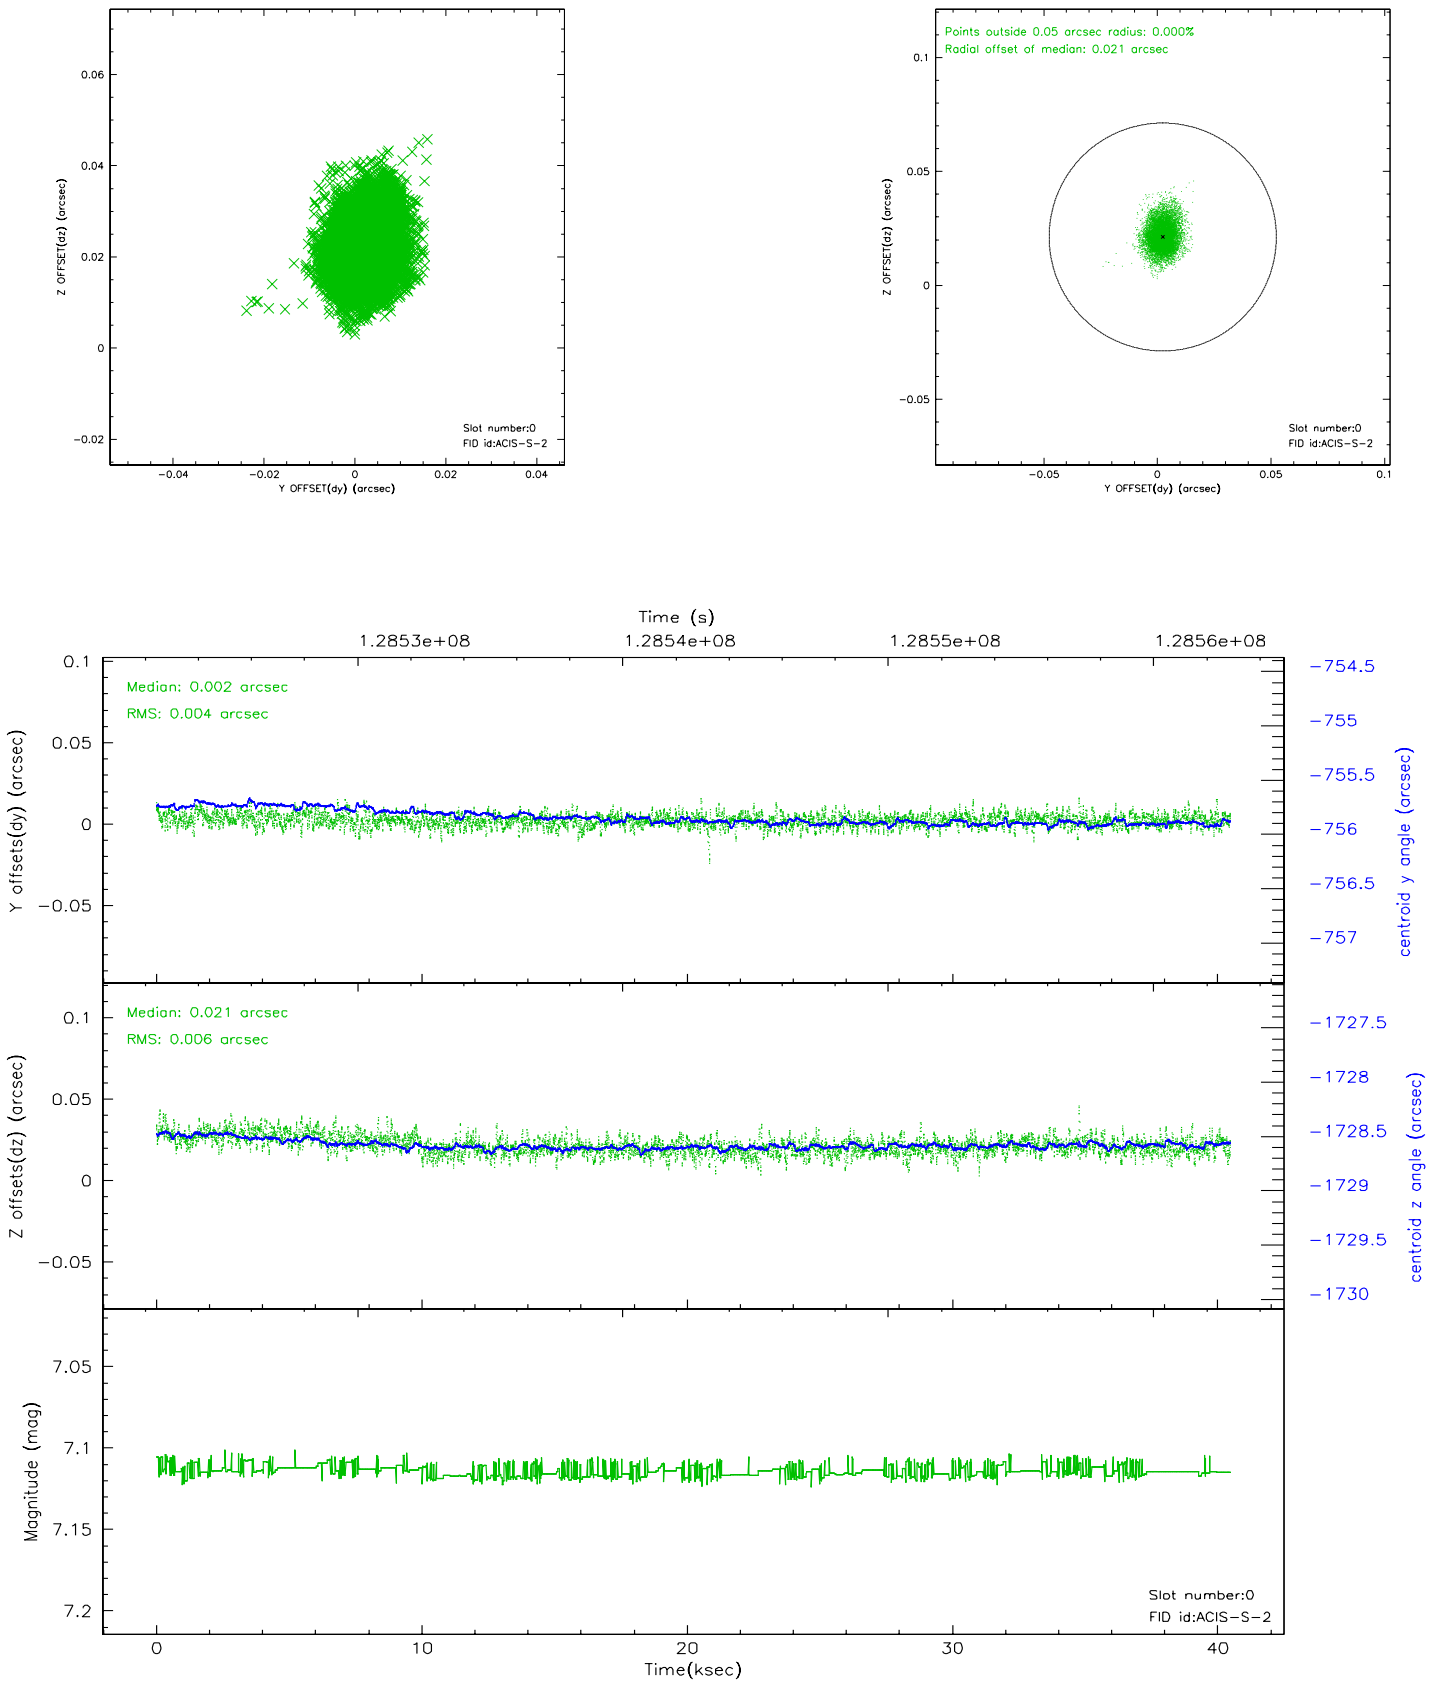 0.06
0.04
0.02
0
−0.02
Z OFFSET(dz) (arcsec)
Slot number:0
FID id:ACIS−S−2
−0.04 −0.02 0 0.02 0.04
Y OFFSET(dy) (arcsec)
Points outside 0.05 arcsec radius: 0.000%
Radial offset of median: 0.021 arcsec
0.1
0.05
0
−0.05
Z OFFSET(dz) (arcsec)
Slot number:0
FID id:ACIS−S−2
−0.05 0 0.05 0.1
Y OFFSET(dy) (arcsec)
Time (s)
1.2853e+08 1.2854e+08 1.2855e+08 1.2856e+08
Median: 0.002 arcsec
RMS: 0.004 arcsec
0.1
0.05
0
−0.05
Y offsets(dy) (arcsec)
−754.5
−755
−755.5
−756
−756.5
−757
centroid y angle (arcsec)
Median: 0.021 arcsec
RMS: 0.006 arcsec
0.1
0.05
0
−0.05
Z offsets(dz) (arcsec)
−1727.5
−1728
−1728.5
−1729
−1729.5
−1730
centroid z angle (arcsec)
7.05
7.1
7.15
7.2
Magnitude (mag)
Slot number:0
FID id:ACIS−S−2
0 10 20 30 40
Time(ksec)